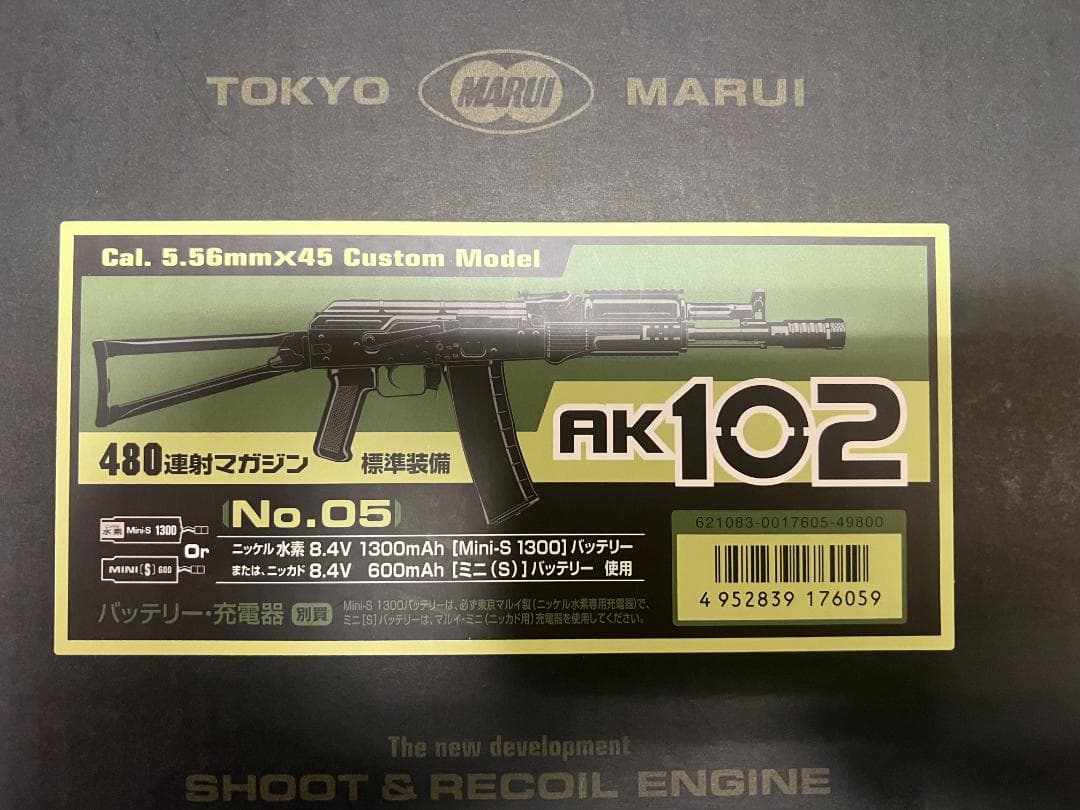 TOKYO MARUI MARUI
Cal. 5.56mm×45 Custom Model
AK102
480連射マガジン 標準装備
No.05
水素 Mini-S 1300
Or
MINI(S) 600
ニッケル水素 8.4V 1300mAh [Mini-S 1300] バッテリー
または、ニッカド 8.4V 600mAh [ミニ(S)] バッテリー 使用
バッテリー・充電器 別買
Mini-S 1300バッテリーは、必ず東京マルイ製(ニッケル水素専用充電器)で、
ミニ[S]バッテリーは、マルイ・ミニ(ニッカド用)充電器を使用してください。
621083-0017605-49800
4 952839 176059
The new development
SHOOT & RECOIL ENGINE